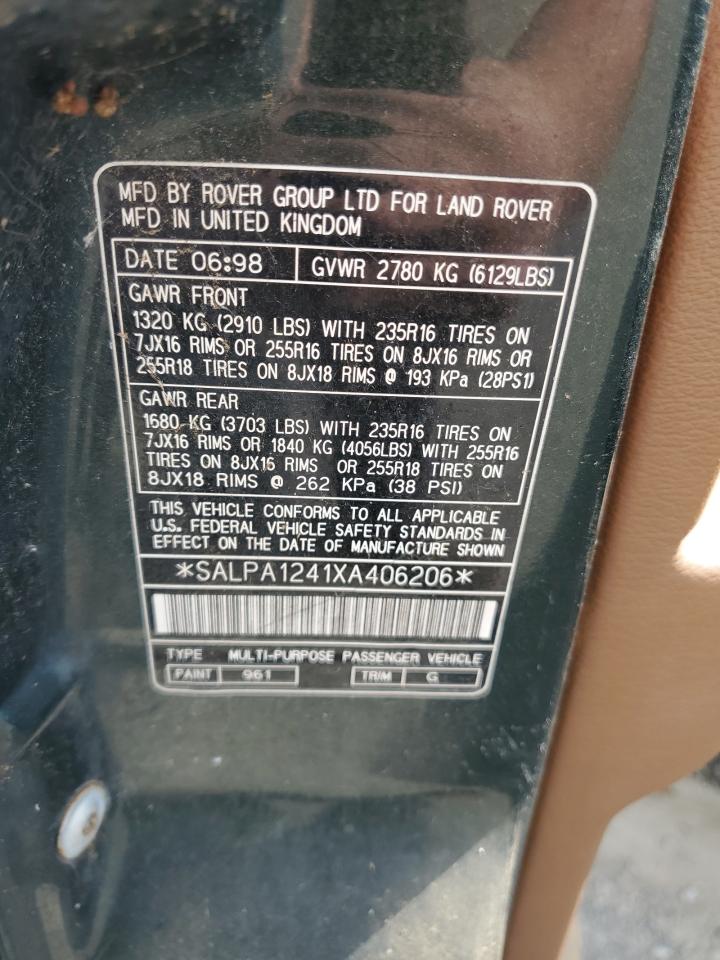 MFD BY ROVER GROUP LTD FOR LAND ROVER
MFD IN UNITED KINGDOM
DATE 06:98 GVWR 2780 KG (6129LBS)
GAWR FRONT
1320 KG (2910 LBS) WITH 235R16 TIRES ON
7JX16 RIMS OR 255R16 TIRES ON 8JX16 RIMS OR
255R18 TIRES ON 8JX18 RIMS @ 193 KPa (28PS1)
GAWR REAR
1680 KG (3703 LBS) WITH 235R16 TIRES ON
7JX16 RIMS OR 1840 KG (4056LBS) WITH 255R16
TIRES ON 8JX16 RIMS OR 255R18 TIRES ON
8JX18 RIMS @ 262 KPa (38 PSI)
THIS VEHICLE CONFORMS TO ALL APPLICABLE
U.S. FEDERAL VEHICLE SAFETY STANDARDS IN
EFFECT ON THE DATE OF MANUFACTURE SHOWN
*SALPA1241XA406206*
TYPE MULTI-PURPOSE PASSENGER VEHICLE
PAINT 961 TRIM G